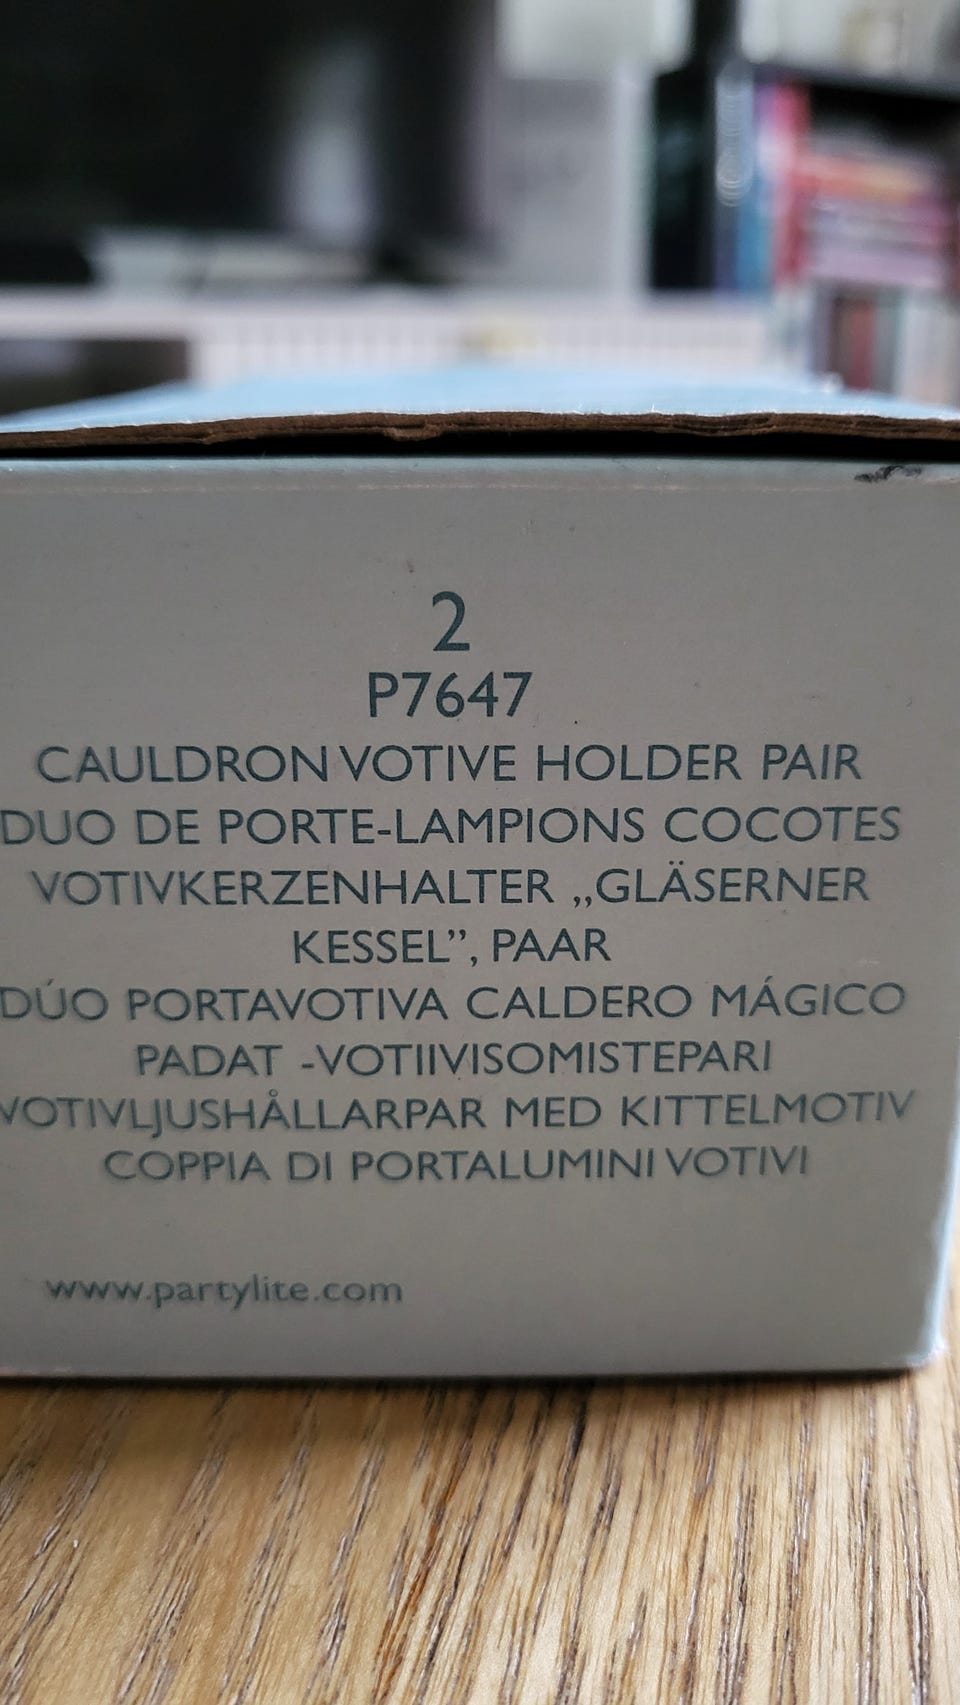 2
P7647
CAULDRON VOTIVE HOLDER PAIR
DUO DE PORTE-LAMPIONS COCOTES
VOTIVKERZENHALTER „GLÄSERNER
KESSEL”, PAAR
DÚO PORTAVOTIVA CALDERO MÁGICO
PADAT -VOTIIVISOMISTEPARI
VOTIVLJUSHÅLLARPAR MED KITTELMOTIV
COPPIA DI PORTALUMINI VOTIVI
www.partylite.com